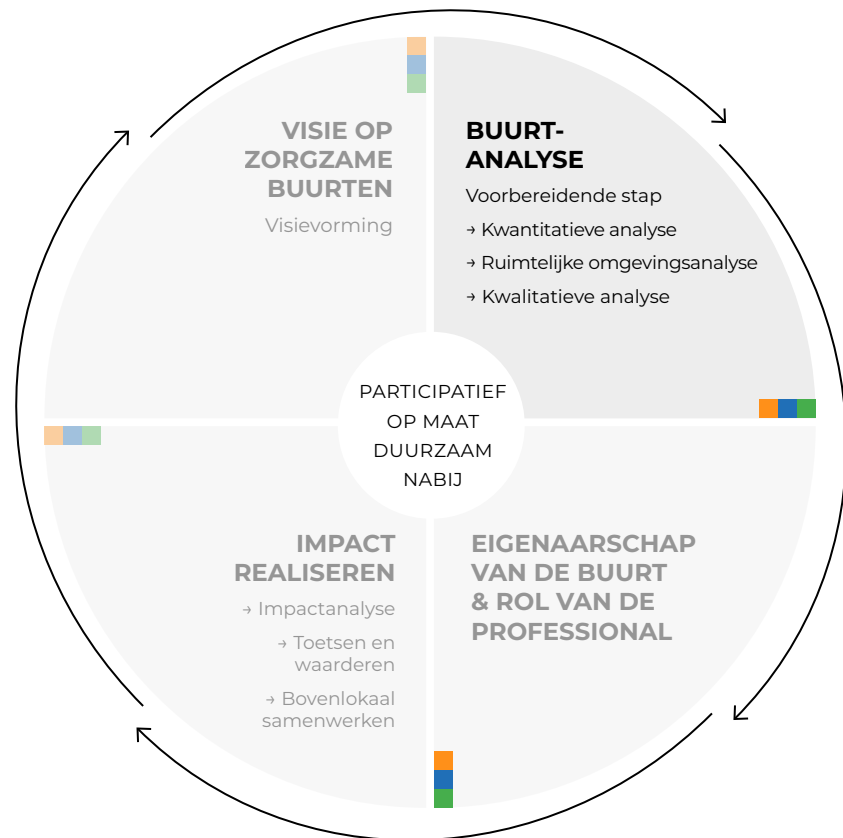 VISIE OP
ZORGZAME
BUURTEN
Visievorming
BUURT-
ANALYSE
Voorbereidende stap
→ Kwantitatieve analyse
→ Ruimtelijke omgevingsanalyse
→ Kwalitatieve analyse
PARTICIPATIEF
OP MAAT
DUURZAAM
NABIJ
IMPACT
REALISEREN
→ Impactanalyse
→ Toetsen en
waarderen
→ Bovenlokaal
samenwerken
EIGENAARSCHAP
VAN DE BUURT
& ROL VAN DE
PROFESSIONAL